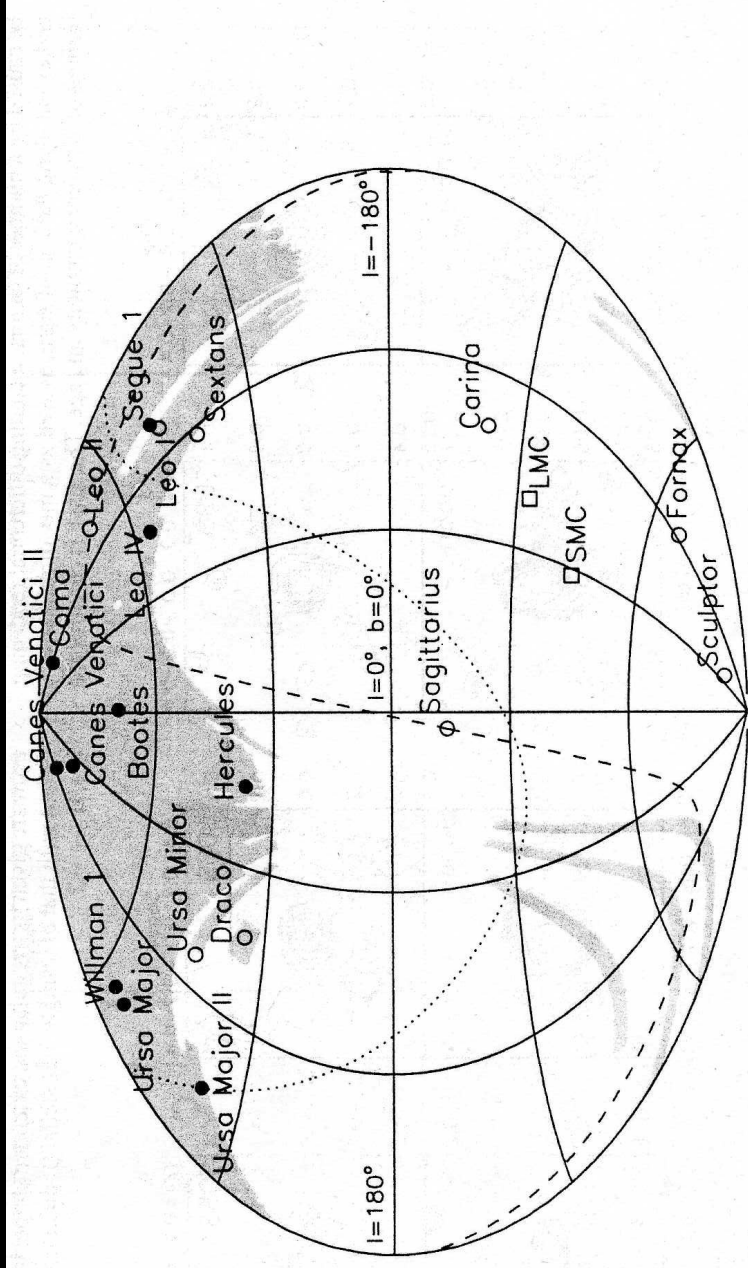 Canes Venatici II
Coma
Willman 1
Canes Venatici
Leo II
Ursa Major
Bootes
Leo IV
Segue 1
Leo I
Ursa Minor
Sextans
Ursa Major II
Draco
Hercules
l=180°
l=0°, b=0°
l=-180°
Sagittarius
Carina
LMC
SMC
Fornax
Sculptor